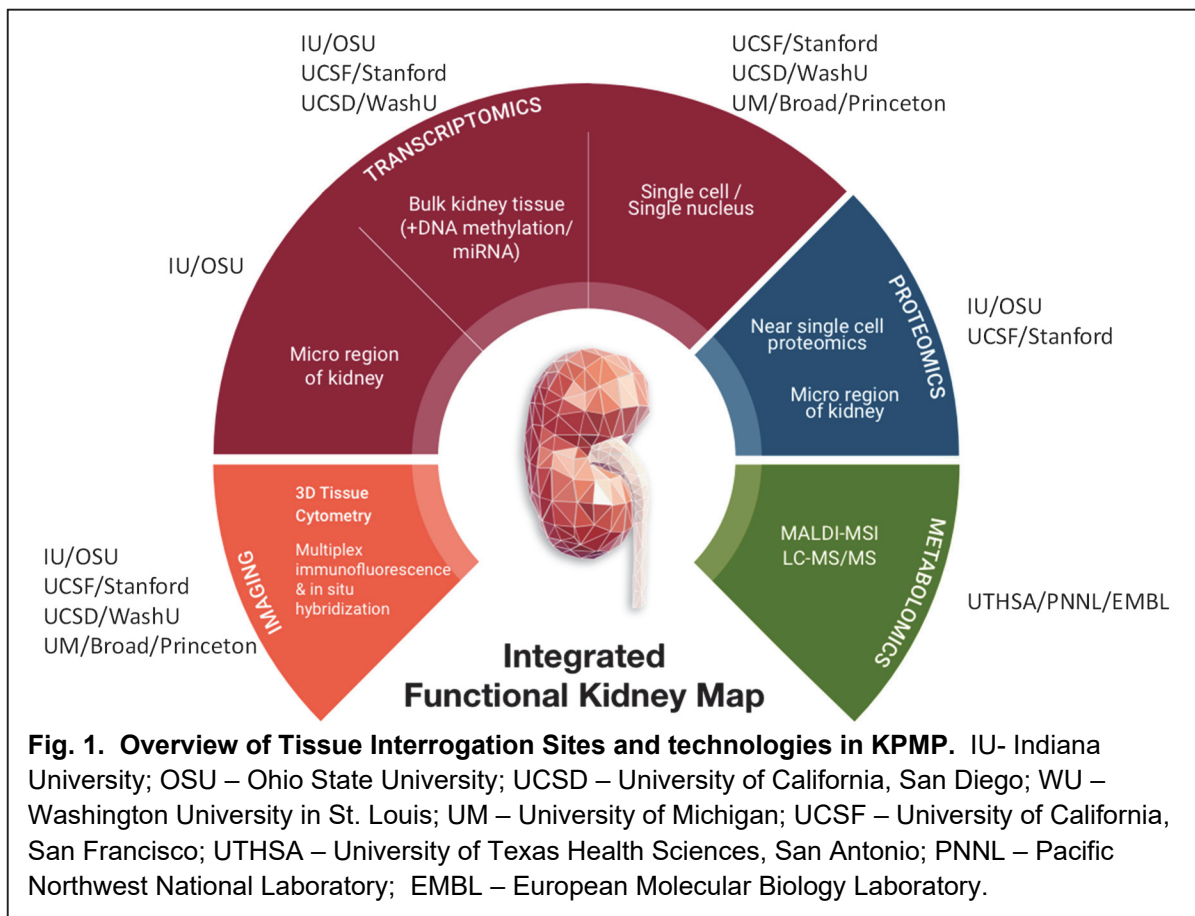 IU/OSU
UCSF/Stanford
UCSD/WashU
UCSF/Stanford
UCSD/WashU
UM/Broad/Princeton
TRANSCRIPTOMICS
Bulk kidney tissue
(+DNA methylation/
miRNA)
Single cell /
Single nucleus
IU/OSU
Micro region
of kidney
PROTEOMICS
Near single cell
proteomics
Micro region
of kidney
IU/OSU
UCSF/Stanford
IMAGING
3D Tissue
Cytometry
Multiplex
immunofluorescence
& in situ
hybridization
IU/OSU
UCSF/Stanford
UCSD/WashU
UM/Broad/Princeton
METABOLOMICS
MALDI-MSI
LC-MS/MS
UTHSA/PNNL/EMBL
Integrated
Functional Kidney Map
Fig. 1. Overview of Tissue Interrogation Sites and technologies in KPMP. IU- Indiana
University; OSU – Ohio State University; UCSD – University of California, San Diego; WU –
Washington University in St. Louis; UM – University of Michigan; UCSF – University of California,
San Francisco; UTHSA – University of Texas Health Sciences, San Antonio; PNNL – Pacific
Northwest National Laboratory; EMBL – European Molecular Biology Laboratory.